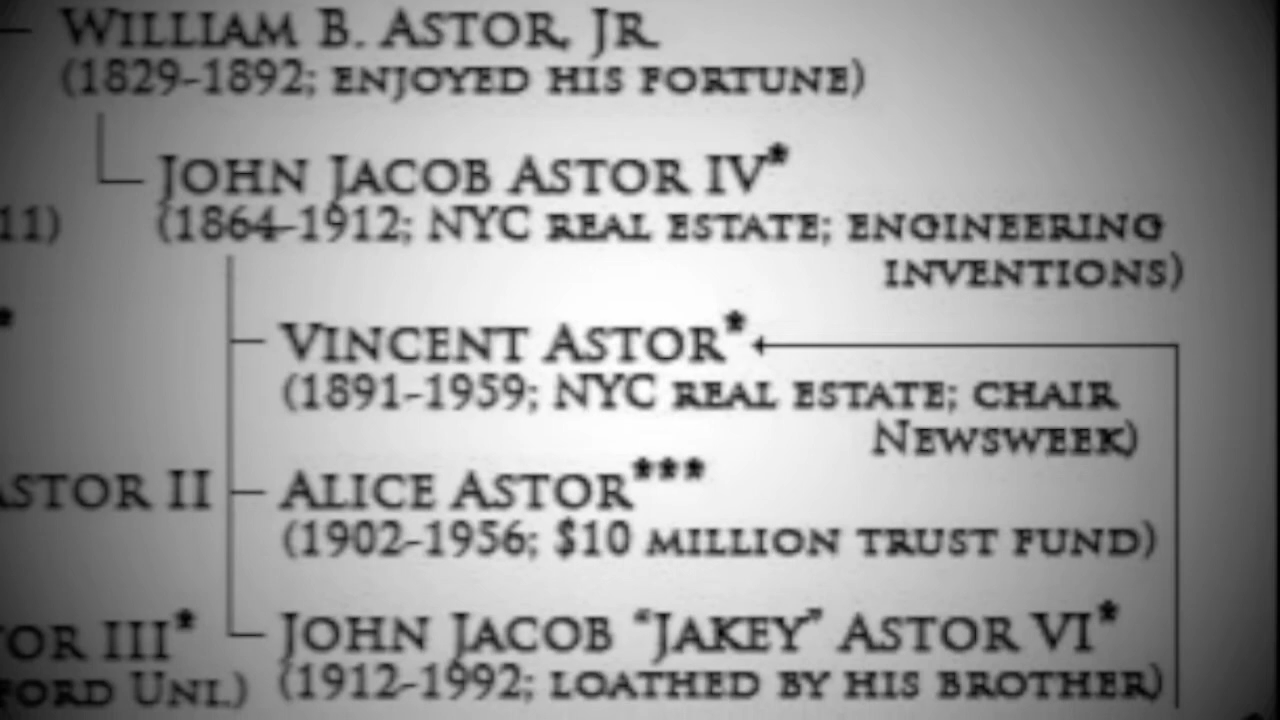 WILLIAM B. ASTOR, JR.
(1829-1892; ENJOYED HIS FORTUNE)
JOHN JACOB ASTOR IV*
11) (1864-1912; NYC REAL ESTATE; ENGINEERING
INVENTIONS)
* VINCENT ASTOR*
(1891-1959; NYC REAL ESTATE; CHAIR
NEWSWEEK)
ASTOR II ALICE ASTOR***
(1902-1956; $10 MILLION TRUST FUND)
OR III* JOHN JACOB "JAKEY" ASTOR VI*
FORD UNI.) (1912-1992; LOATHED BY HIS BROTHER)